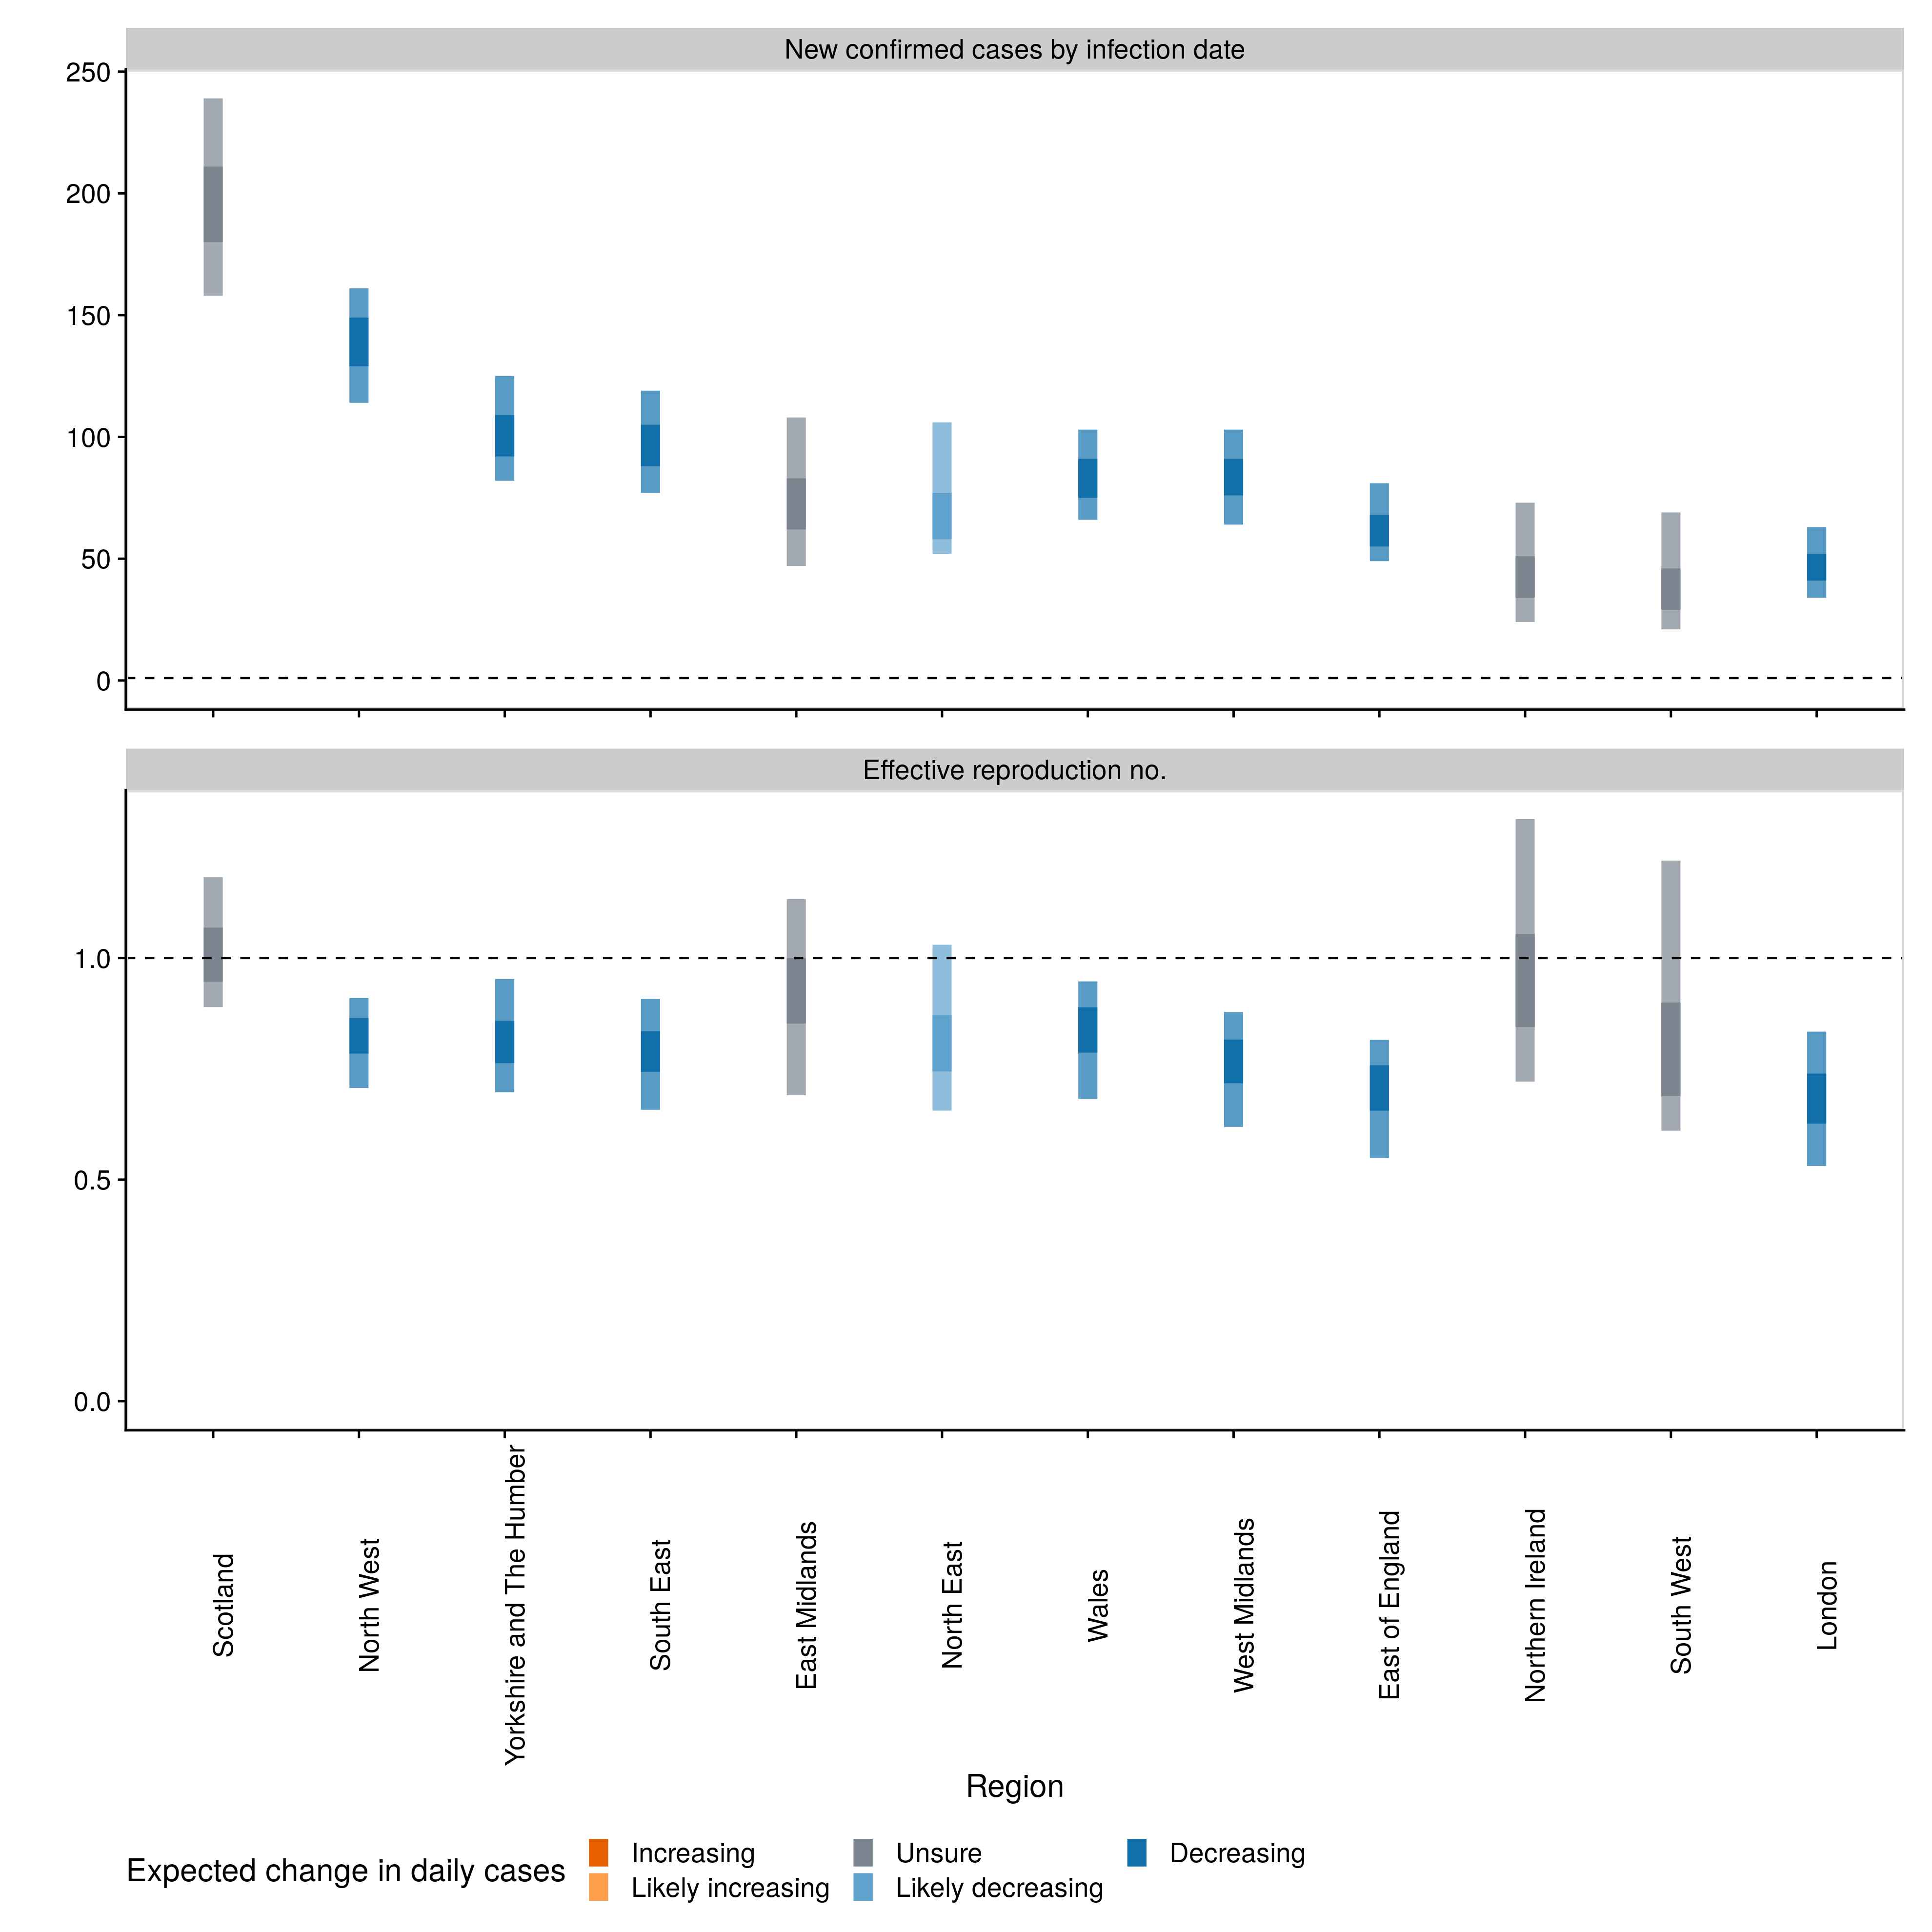 New confirmed cases by infection date
250
200
150
100
50
0
Effective reproduction no.
1.0
0.5
0.0
Scotland
North West
Yorkshire and The Humber
South East
East Midlands
North East
Wales
West Midlands
East of England
Northern Ireland
South West
London
Region
Expected change in daily cases
Increasing
Likely increasing
Unsure
Likely decreasing
Decreasing